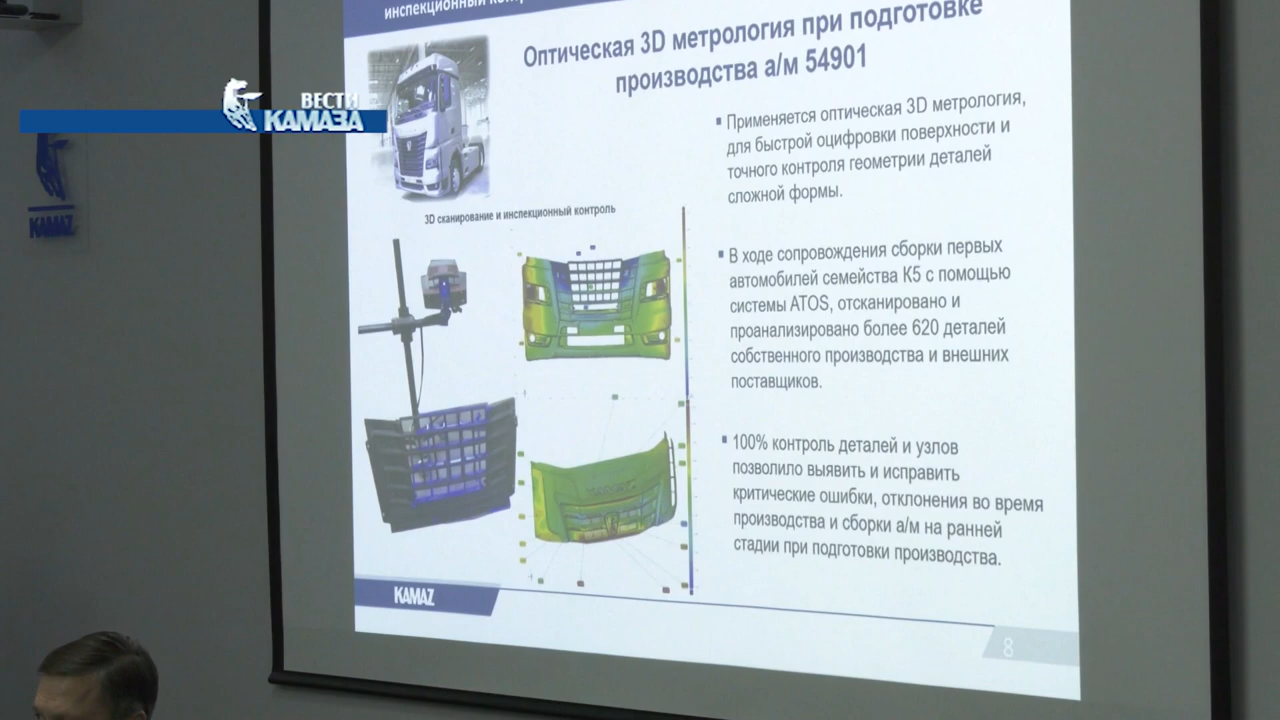 инспекционный
Оптическая 3D метрология при подготовке
производства а/м 54901
ВЕСТИ
КАМАЗА
KAMAZ
3D сканирование и инспекционный контроль
▪ Применяется оптическая 3D метрология,
для быстрой оцифровки поверхности и
точного контроля геометрии деталей
сложной формы.
▪ В ходе сопровождения сборки первых
автомобилей семейства К5 с помощью
системы ATOS, отсканировано и
проанализировано более 620 деталей
собственного производства и внешних
поставщиков.
▪ 100% контроль деталей и узлов
позволило выявить и исправить
критические ошибки, отклонения во время
производства и сборки а/м на ранней
стадии при подготовки производства.
KAMAZ
8